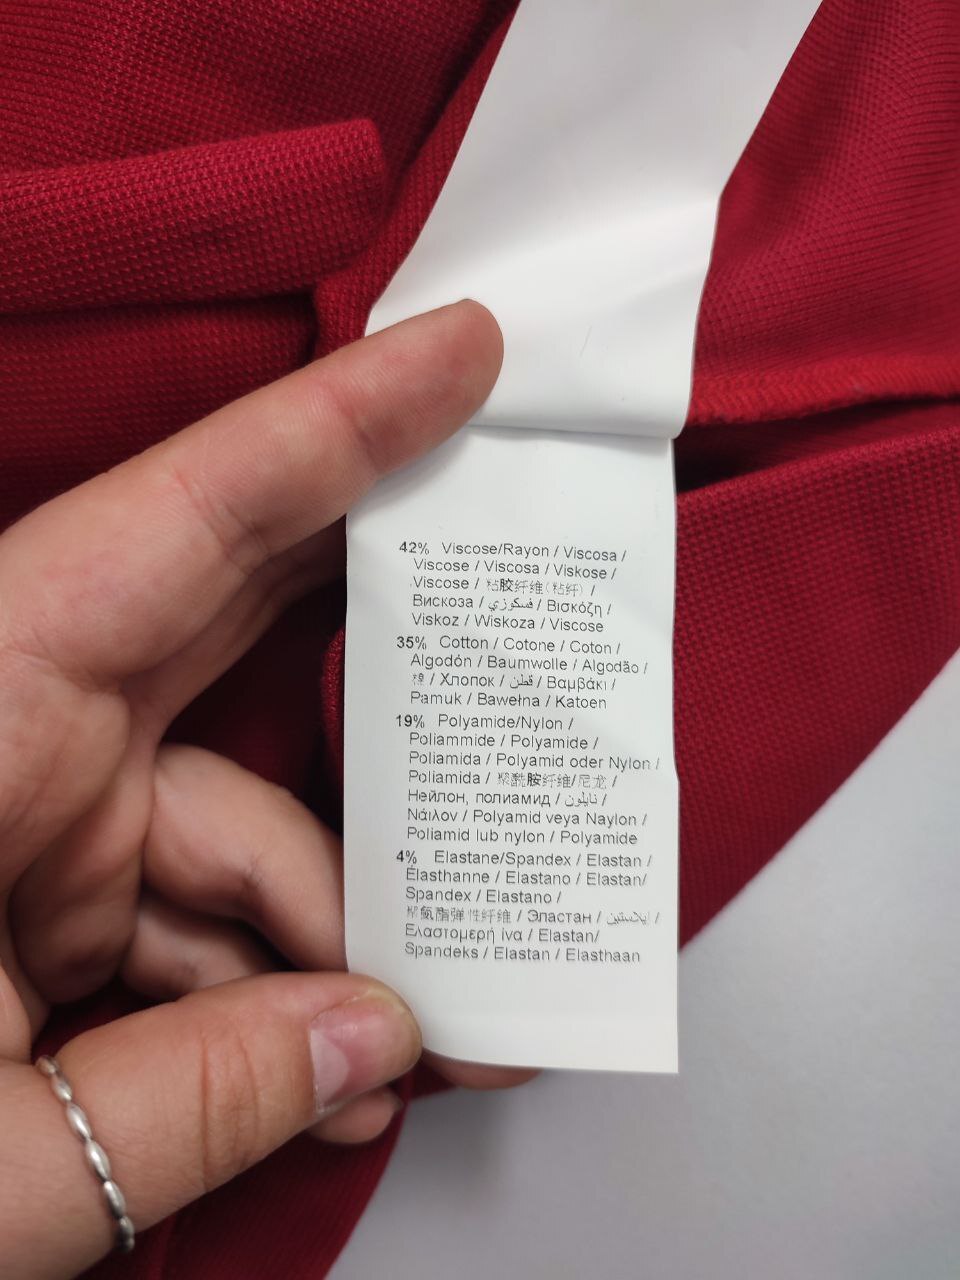 42% Viscose/Rayon / Viscosa /
Viscose / Viscosa / Viskose /
Viscose / 粘胶纤维(粘纤) /
Вискоза / فسكوزي / Βισκόζη /
Viskoz / Wiskoza / Viscose
35% Cotton / Cotone / Coton /
Algodón / Baumwolle / Algodão /
棉 / Хлопок / قطن / Βαμβάκι /
Pamuk / Bawełna / Katoen
19% Polyamide/Nylon /
Poliammide / Polyamide /
Poliamida / Polyamid oder Nylon /
Poliamida / 聚酰胺纤维/尼龙 /
Нейлон, полиамид / نايلون /
Νάιλον / Polyamid veya Naylon /
Poliamid lub nylon / Polyamide
4% Elastane/Spandex / Elastan /
Élasthanne / Elastano / Elastan/
Spandex / Elastano /
聚氨酯弹性纤维 / Эластан / إيلاستين /
Ελαστομερή ίνα / Elastan/
Spandeks / Elastan / Elasthaan